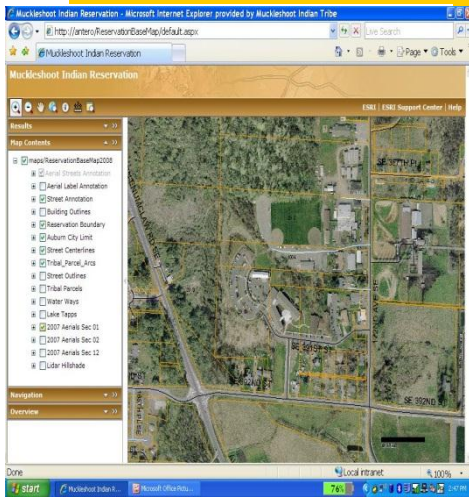 Muckleshoot Indian Reservation - Microsoft Internet Explorer provided by Muckleshoot Indian Tribe
http://antero/ReservationBaseMap/default.aspx
Live Search
Muckleshoot Indian Reservation
Page
Tools
Muckleshoot Indian Reservation
ESRI | ESRI Support Center | Help
Results
Map Contents
maps/ReservationBaseMap2008
Aerial Streets Annotation
Aerial Label Annotation
Street Annotation
Building Outlines
Reservation Boundary
Auburn City Limit
Street Centerlines
Tribal_Parcel_Arcs
Street Outlines
Tribal Parcels
Water Ways
Lake Tapps
2007 Aerials Sec 01
2007 Aerials Sec 02
2007 Aerials Sec 12
Lidar Hillshade
SE 392ND
Navigation
Overview
Done
Local intranet
100%
start
Muckleshoot Indian R...
Microsoft Office Pictu...
76%
2:47 PM